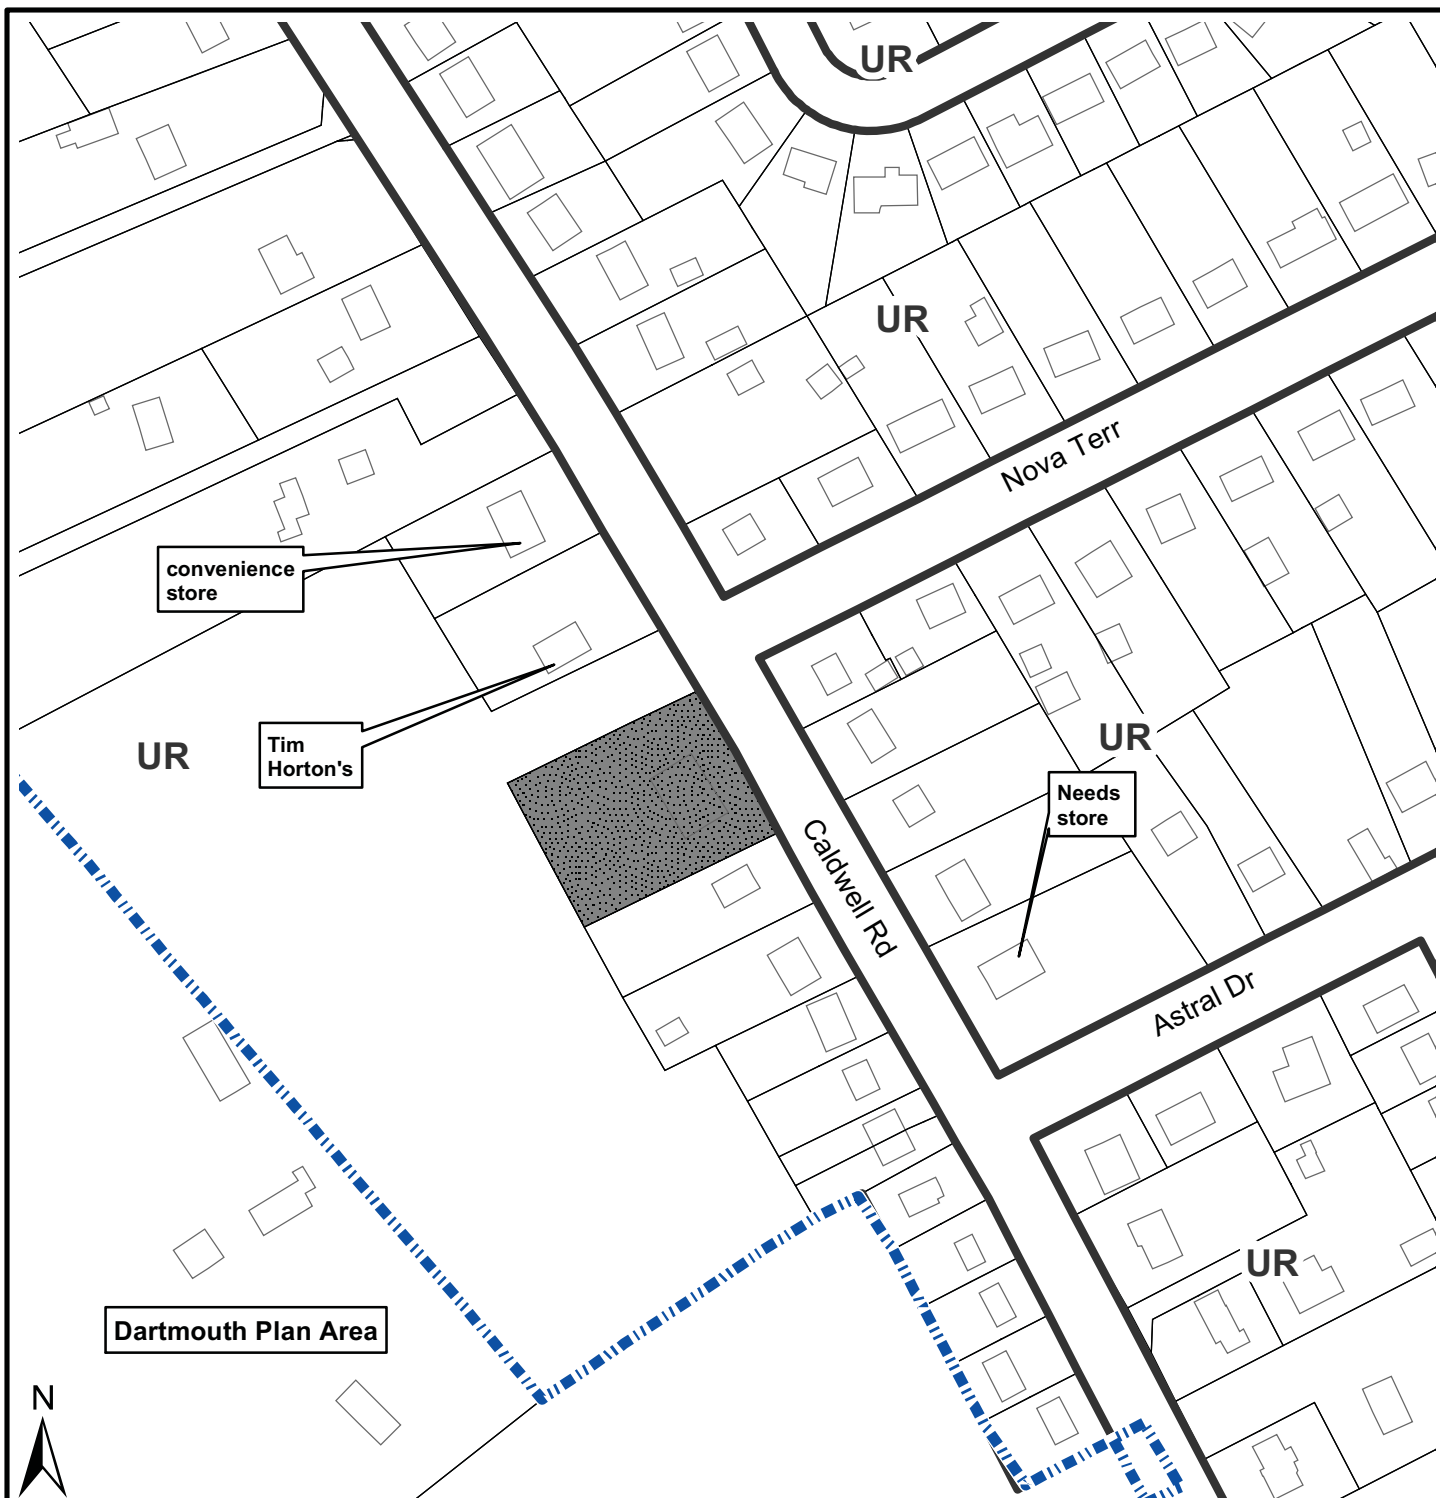 UR
UR
Nova Terr
convenience
store
Tim
Horton's
UR
UR
Needs
store
Caldwell Rd
Astral Dr
UR
Dartmouth Plan Area
N